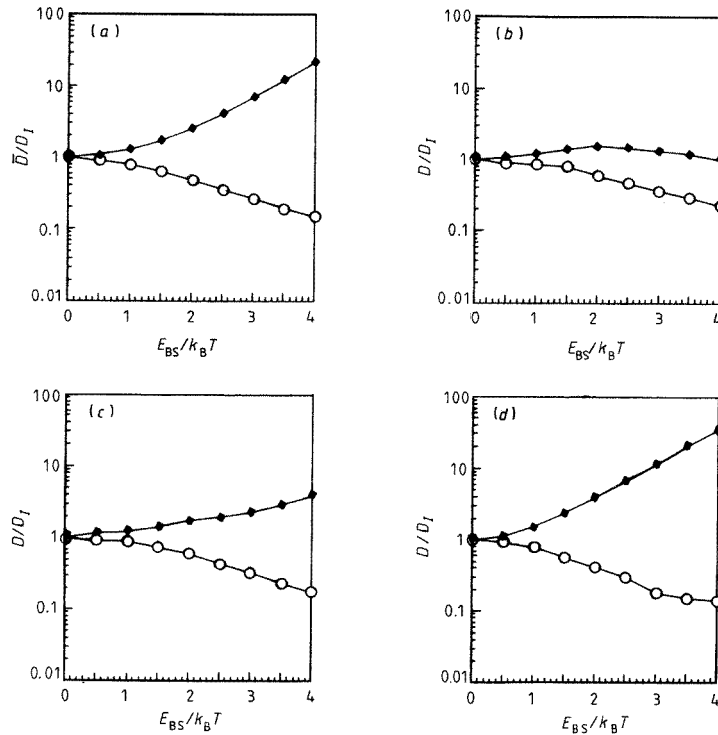 (a)
100
10
1
0.1
0.01
D̅/D_I
0 1 2 3 4
E_BS/k_BT
(b)
100
10
1
0.1
0.01
D/D_I
0 1 2 3 4
E_BS/k_BT
(c)
100
10
1
0.1
0.01
D/D_I
0 1 2 3 4
E_BS/k_BT
(d)
100
10
1
0.1
0.01
D/D_I
0 1 2 3 4
E_BS/k_BT